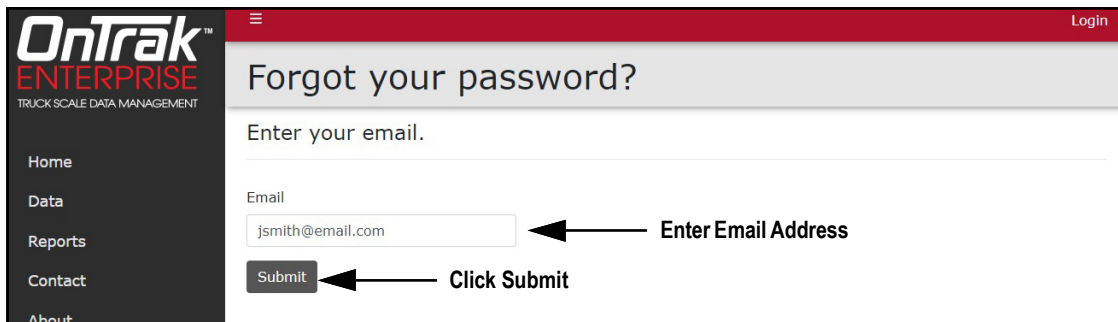 OnTrak™
ENTERPRISE
TRUCK SCALE DATA MANAGEMENT
Home
Data
Reports
Contact
About
Login
Forgot your password?
Enter your email.
Email
jsmith@email.com
Enter Email Address
Submit
Click Submit